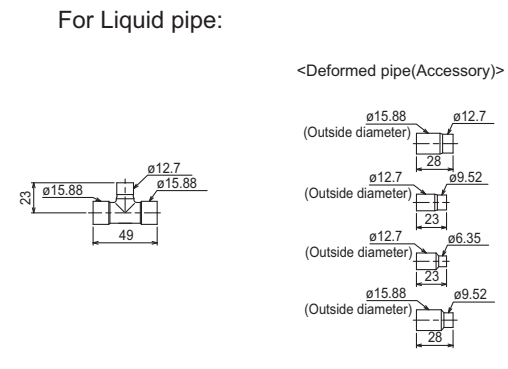 For Liquid pipe:
<Deformed pipe(Accessory)>
ø12.7
ø15.88
ø15.88
23
49
ø15.88
ø12.7
(Outside diameter)
28
ø12.7
ø9.52
(Outside diameter)
23
ø12.7
ø6.35
(Outside diameter)
23
ø15.88
ø9.52
(Outside diameter)
28